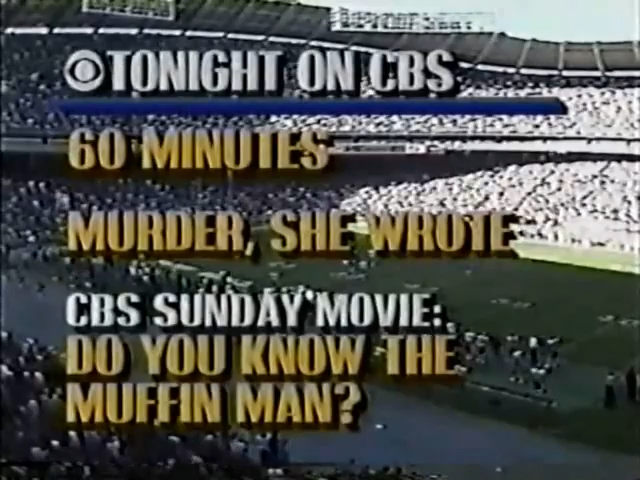 TONIGHT ON CBS
60 MINUTES
MURDER, SHE WROTE
CBS SUNDAY MOVIE:
DO YOU KNOW THE
MUFFIN MAN?